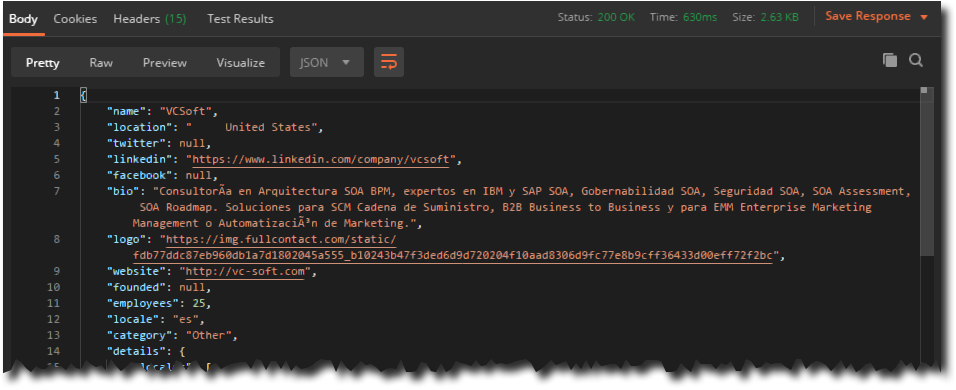 Body Cookies Headers (15) Test Results Status: 200 OK Time: 630ms Size: 2.63 KB Save Response
Pretty Raw Preview Visualize JSON
1 {
2 "name": "VCSoft",
3 "location": "     United States",
4 "twitter": null,
5 "linkedin": "https://www.linkedin.com/company/vcsoft",
6 "facebook": null,
7 "bio": "ConsultorÃa en Arquitectura SOA BPM, expertos en IBM y SAP SOA, Gobernabilidad SOA, Seguridad SOA, SOA Assessment,
SOA Roadmap. Soluciones para SCM Cadena de Suministro, B2B Business to Business y para EMM Enterprise Marketing
Management o AutomatizaciÃ³n de Marketing.",
8 "logo": "https://img.fullcontact.com/static/
fdb77ddc87eb960db1a7d1802045a555_b10243b47f3ded6d9d720204f10aad8306d9fc77e8b9cff36433d00eff72f2bc",
9 "website": "http://vc-soft.com",
10 "founded": null,
11 "employees": 25,
12 "locale": "es",
13 "category": "Other",
14 "details": {